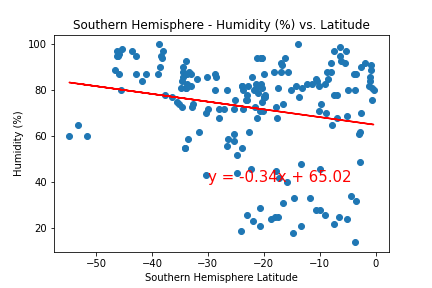 Southern Hemisphere - Humidity (%) vs. Latitude
Humidity (%)
100
80
60
40
20
y = -0.34x + 65.02
−50
−40
−30
−20
−10
0
Southern Hemisphere Latitude